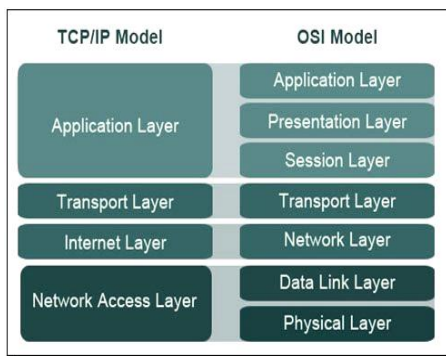 TCP/IP Model
OSI Model
Application Layer
Application Layer
Presentation Layer
Session Layer
Transport Layer
Transport Layer
Internet Layer
Network Layer
Network Access Layer
Data Link Layer
Physical Layer